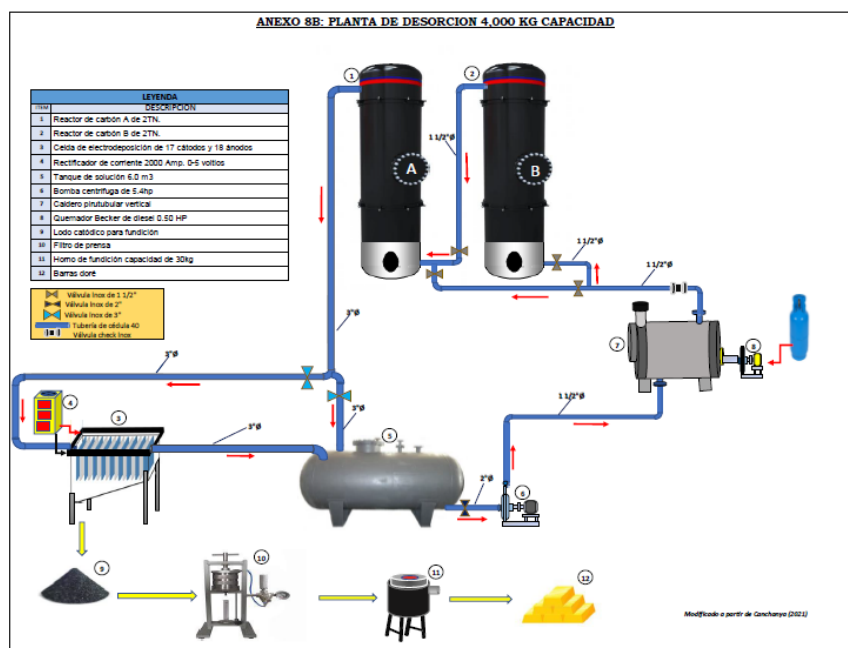 ANEXO 8B: PLANTA DE DESORCION 4,000 KG CAPACIDAD
LEYENDA
ITEM DESCRIPCIÓN
1 Reactor de carbón A de 2TN.
2 Reactor de carbón B de 2TN.
3 Celda de electrodeposición de 17 cátodos y 18 ánodos
4 Rectificador de corriente 2000 Amp. 0-6 voltios
5 Tanque de solución 6.0 m3
6 Bomba centrifuga de 5.4hp
7 Caldero pirutubular vertical
8 Quemador Becker de diesel 0.50 HP
9 Lodo catódico para fundición
10 Filtro de prensa
11 Horno de fundición capacidad de 30kg
12 Barras doré
Válvula Inox de 1 1/2"
Válvula Inox de 2"
Válvula Inox de 3"
Tubería de cédula 40
Válvula check Inox
1
2
1 1/2"Ø
A
B
1 1/2"Ø
1 1/2"Ø
3"Ø
7
8
3"Ø
4
3
3"Ø
3"Ø
5
1 1/2"Ø
2"Ø
6
9
10
11
12
Modificado a partir de Canchanya (2021)